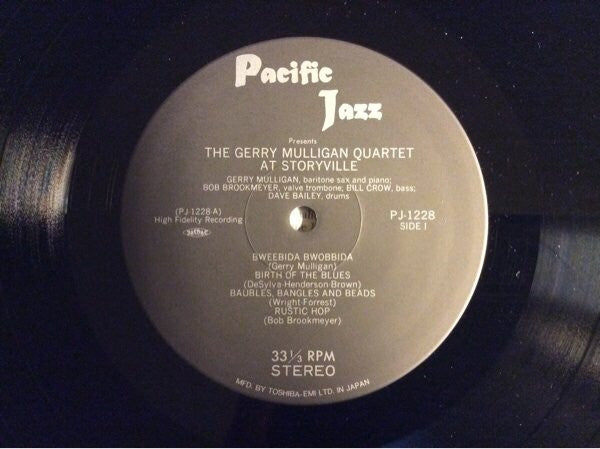 Pacific
Jazz
Presents
THE GERRY MULLIGAN QUARTET
AT STORYVILLE
GERRY MULLIGAN, baritone sax and piano;
BOB BROOKMEYER, valve trombone; BILL CROW, bass;
DAVE BAILEY, drums
(PJ-1228-A)
High Fidelity Recording
PJ-1228
SIDE 1
BWEEBIDA BWOBBIDA
(Gerry Mulligan)
BIRTH OF THE BLUES
(DeSylva-Henderson-Brown)
BAUBLES, BANGLES AND BEADS
(Wright-Forrest)
RUSTIC HOP
(Bob Brookmeyer)
33⅓ RPM
STEREO
MFD. BY TOSHIBA-EMI LTD. IN JAPAN